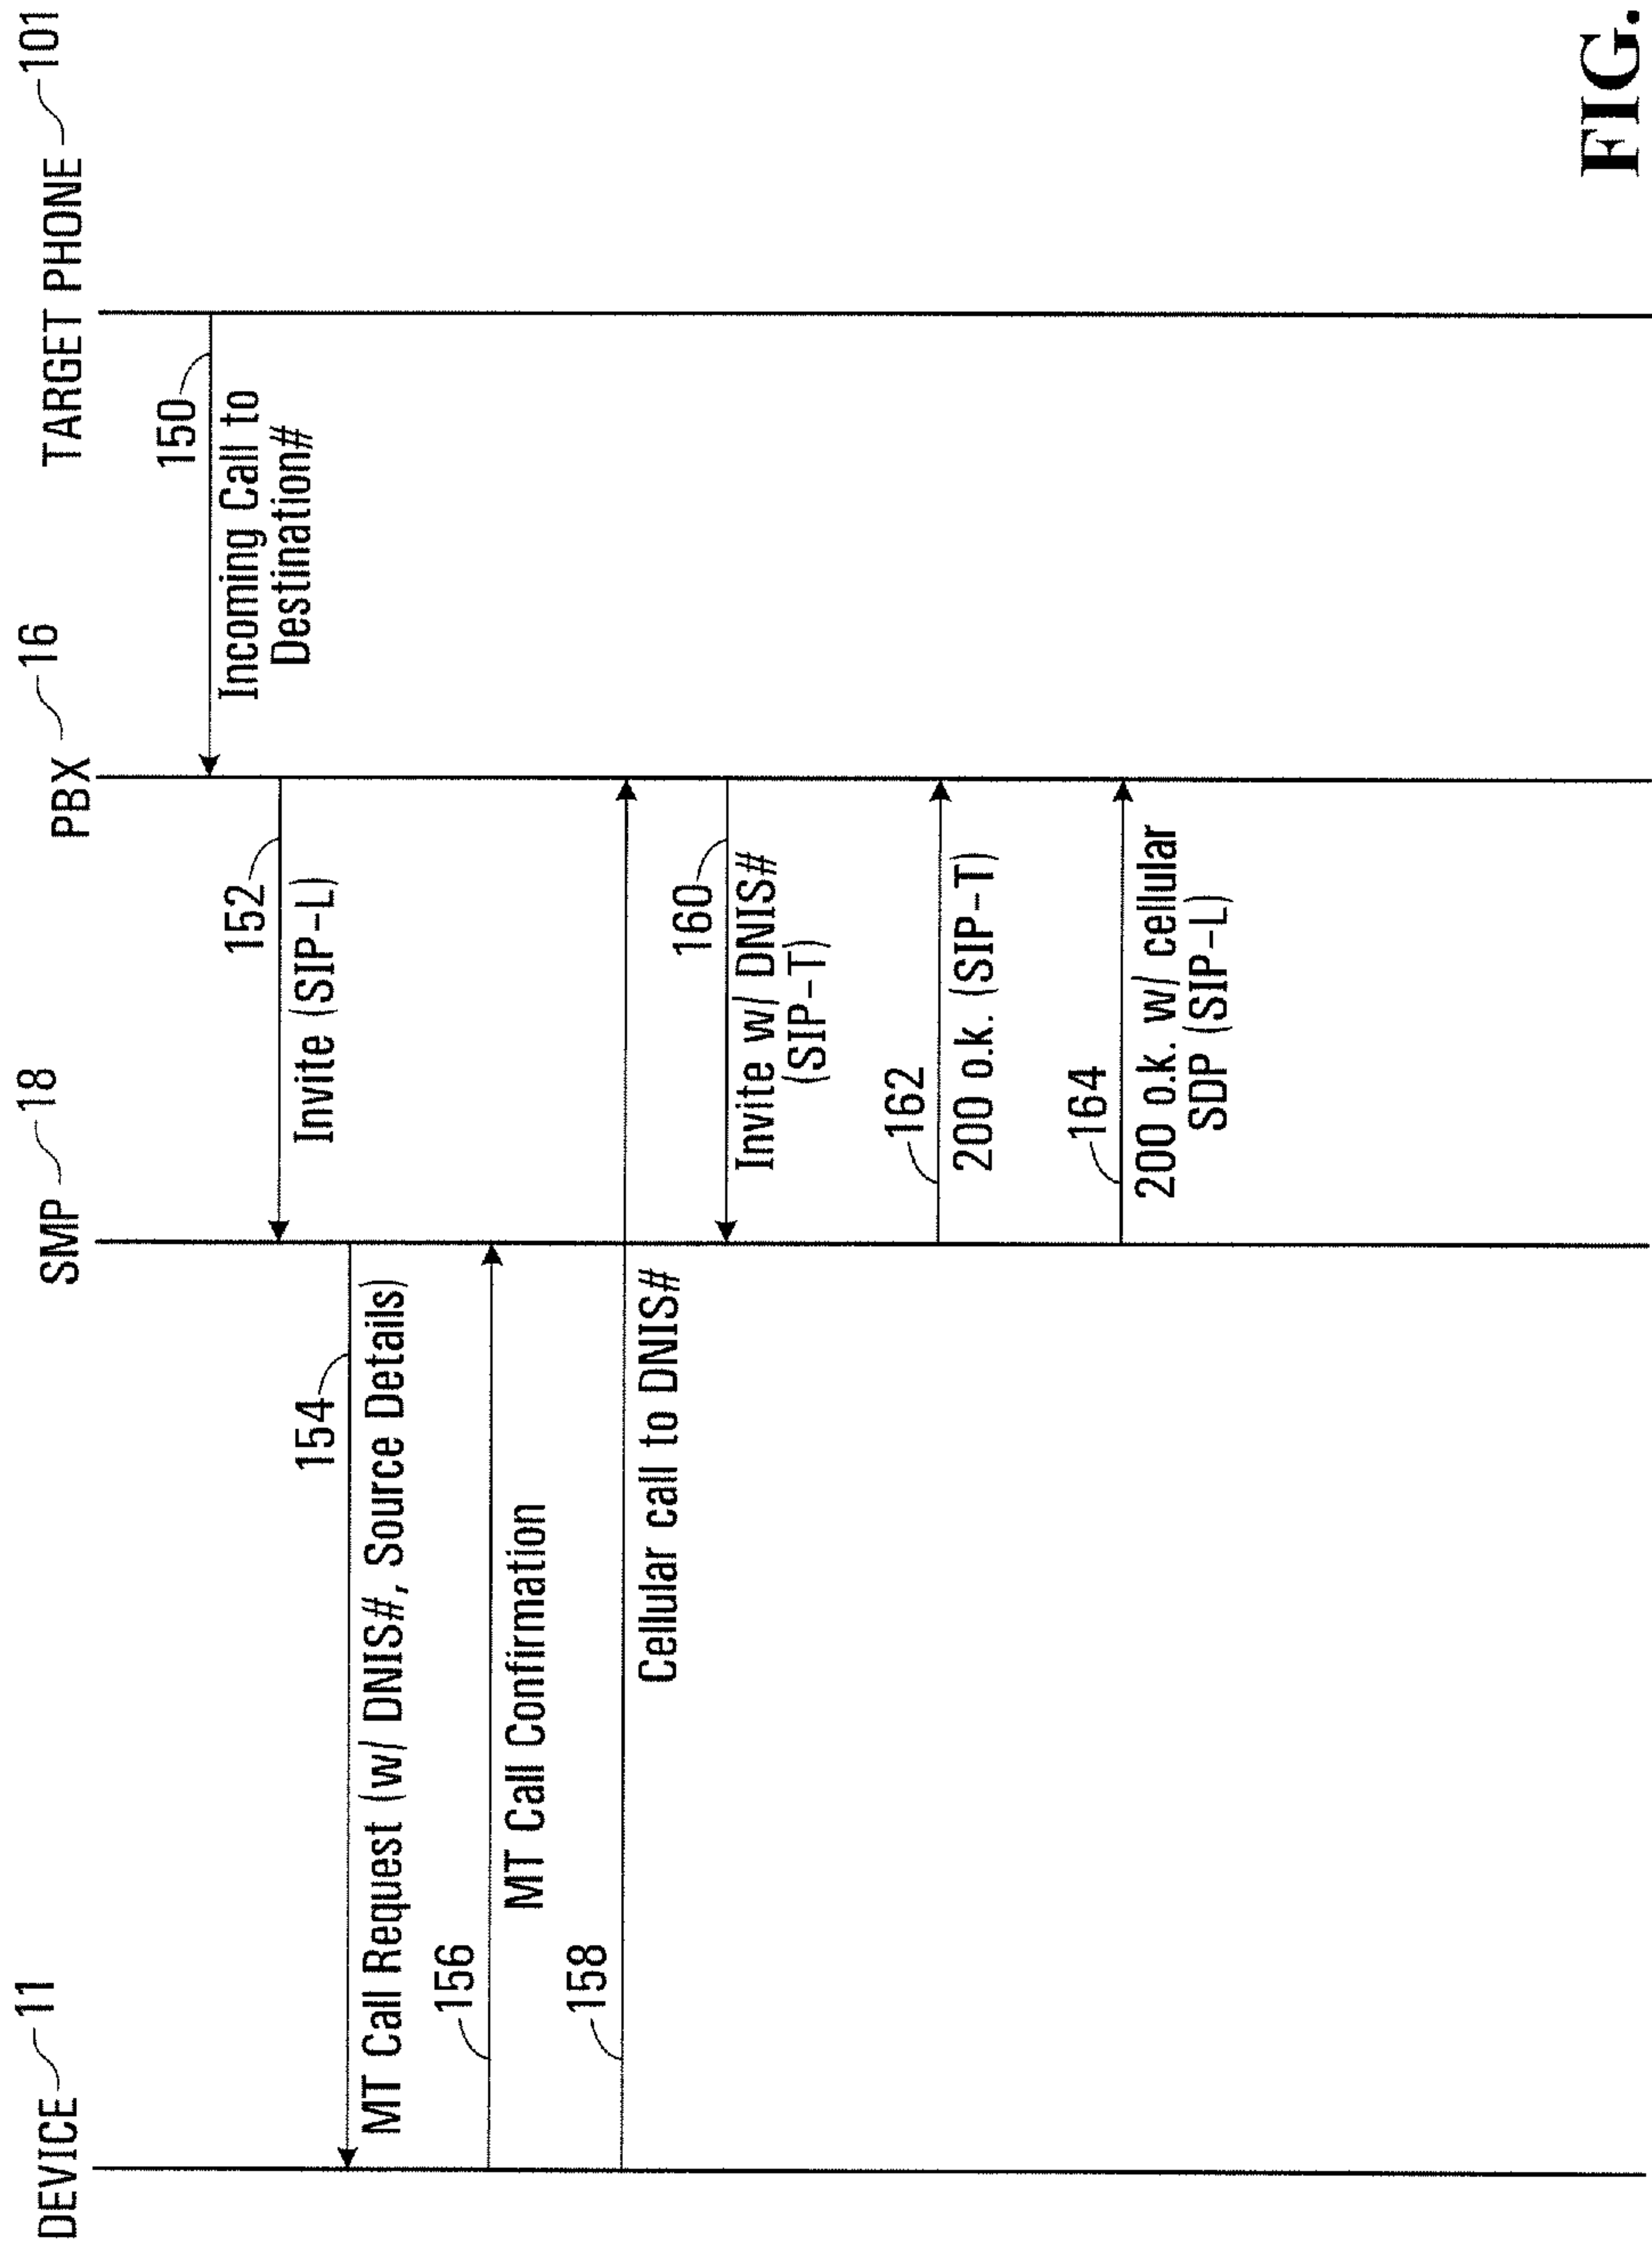 DEVICE 11
SMP 18
PBX 16
TARGET PHONE 101
150
Incoming Call to
Destination#
152
Invite (SIP-L)
154
MT Call Request (w/ DNIS#, Source Details)
156
MT Call Confirmation
158
Cellular call to DNIS#
160
Invite w/ DNIS#
(SIP-T)
162
200 o.k. (SIP-T)
164
200 o.k. w/ cellular
SDP (SIP-L)
FIG.